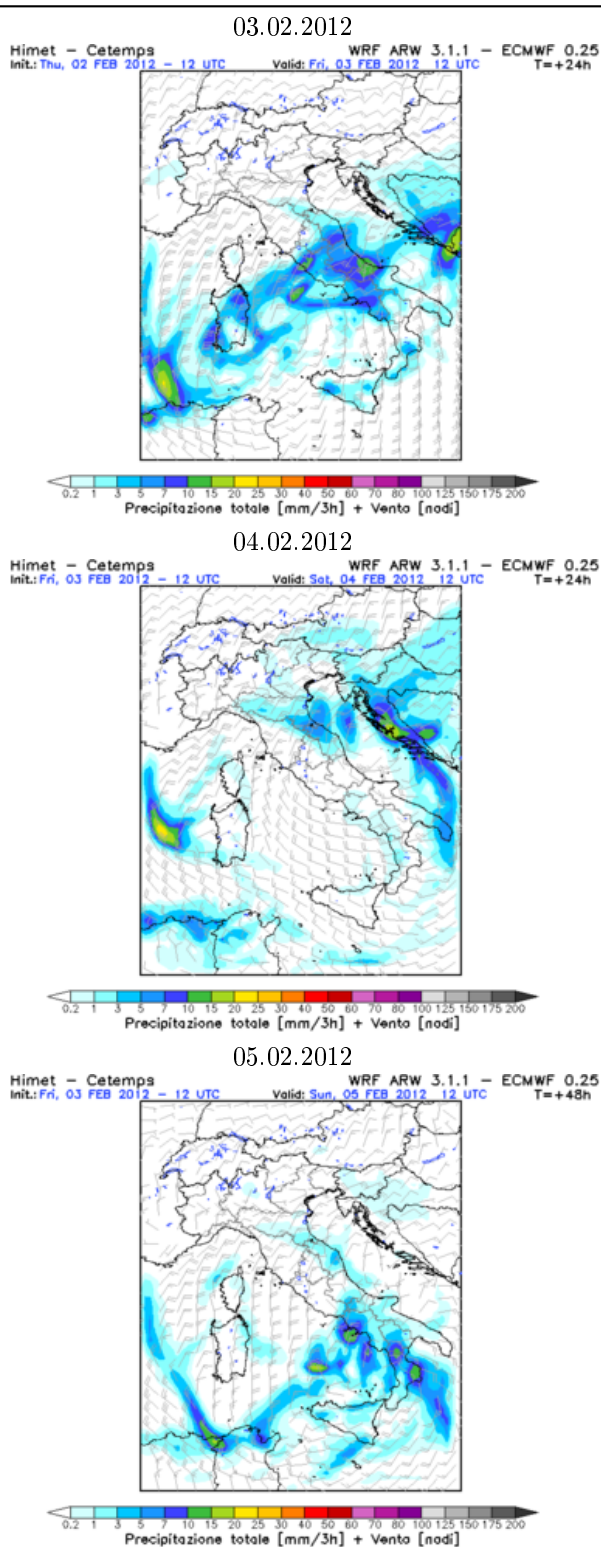 03.02.2012
Himet - Cetemps WRF ARW 3.1.1 - ECMWF 0.25
Init.: Thu, 02 FEB 2012 - 12 UTC Valid: Fri, 03 FEB 2012 12 UTC T=+24h
0.2 1 3 5 7 10 15 20 25 30 40 50 60 70 80 100 125 150 175 200
Precipitazione totale [mm/3h] + Vento [nodi]
04.02.2012
Himet - Cetemps WRF ARW 3.1.1 - ECMWF 0.25
Init.: Fri, 03 FEB 2012 - 12 UTC Valid: Sat, 04 FEB 2012 12 UTC T=+24h
0.2 1 3 5 7 10 15 20 25 30 40 50 60 70 80 100 125 150 175 200
Precipitazione totale [mm/3h] + Vento [nodi]
05.02.2012
Himet - Cetemps WRF ARW 3.1.1 - ECMWF 0.25
Init.: Fri, 03 FEB 2012 - 12 UTC Valid: Sun, 05 FEB 2012 12 UTC T=+48h
0.2 1 3 5 7 10 15 20 25 30 40 50 60 70 80 100 125 150 175 200
Precipitazione totale [mm/3h] + Vento [nodi]